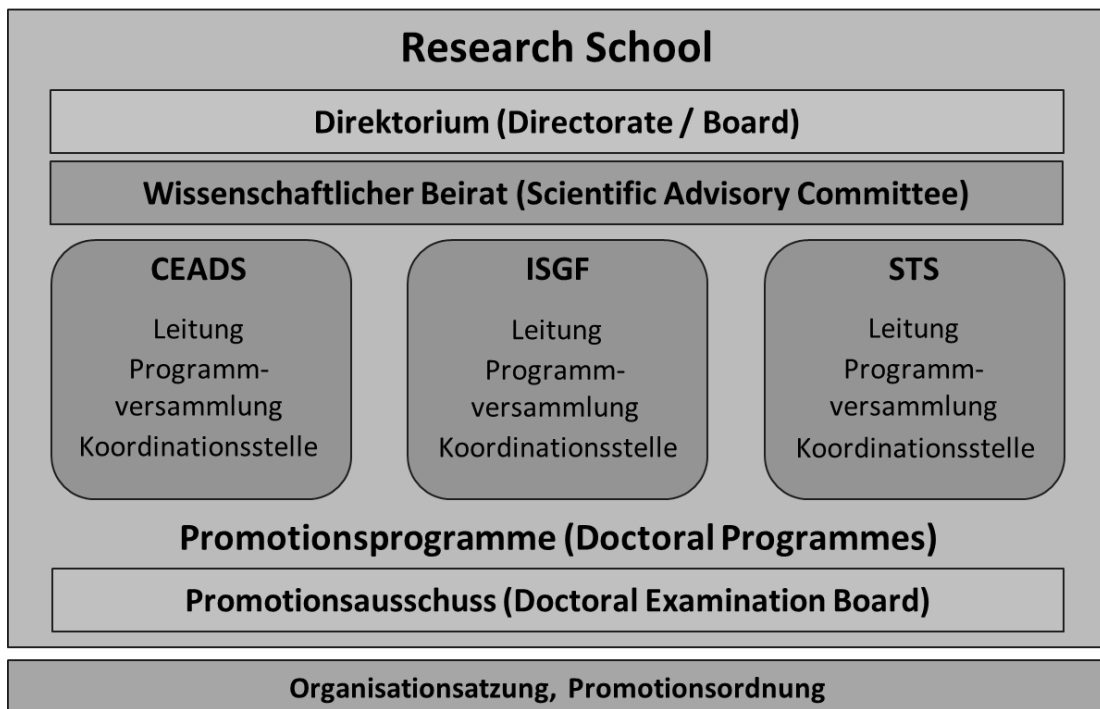 Research School
Direktorium (Directorate / Board)
Wissenschaftlicher Beirat (Scientific Advisory Committee)
CEADS
Leitung
Programm-
versammlung
Koordinationsstelle
ISGF
Leitung
Programm-
versammlung
Koordinationsstelle
STS
Leitung
Programm-
versammlung
Koordinationsstelle
Promotionsprogramme (Doctoral Programmes)
Promotionsausschuss (Doctoral Examination Board)
Organisationsatzung, Promotionsordnung